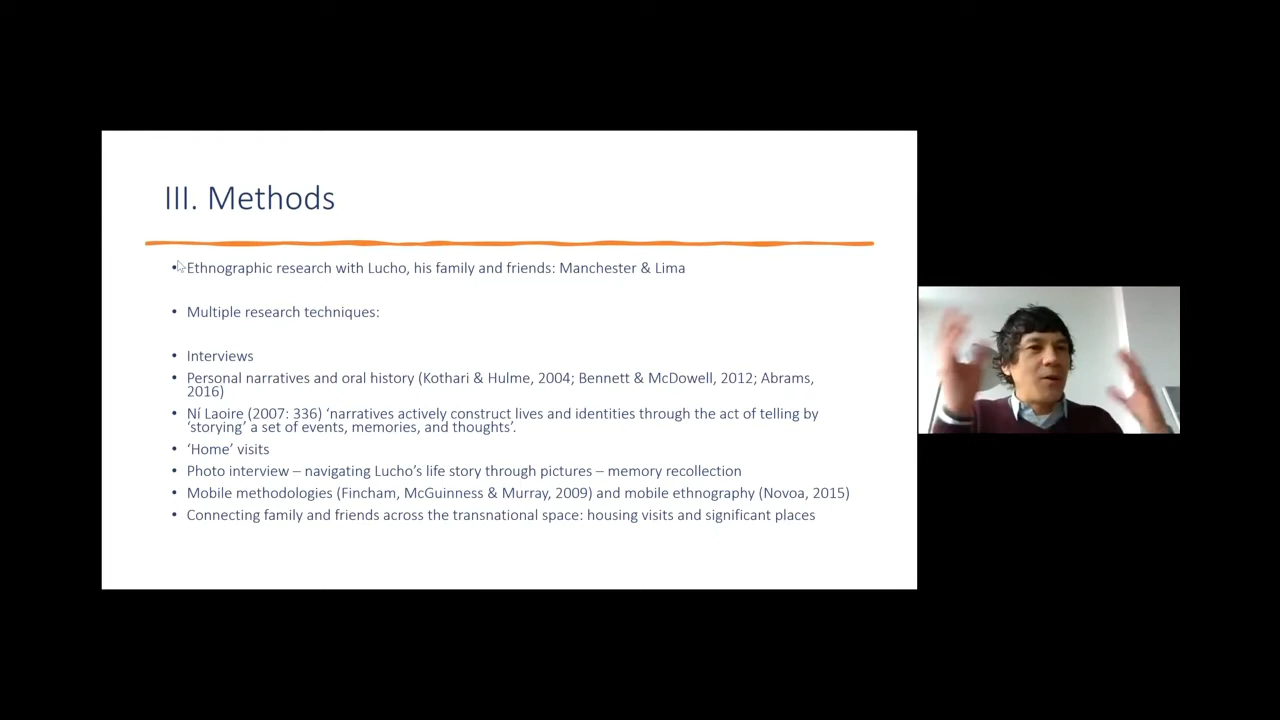 III. Methods
• Ethnographic research with Lucho, his family and friends: Manchester & Lima
• Multiple research techniques:
• Interviews
• Personal narratives and oral history (Kothari & Hulme, 2004; Bennett & McDowell, 2012; Abrams,
2016)
• Ní Laoire (2007: 336) ‘narratives actively construct lives and identities through the act of telling by
‘storying’ a set of events, memories, and thoughts’.
• ‘Home’ visits
• Photo interview – navigating Lucho’s life story through pictures – memory recollection
• Mobile methodologies (Fincham, McGuinness & Murray, 2009) and mobile ethnography (Novoa, 2015)
• Connecting family and friends across the transnational space: housing visits and significant places